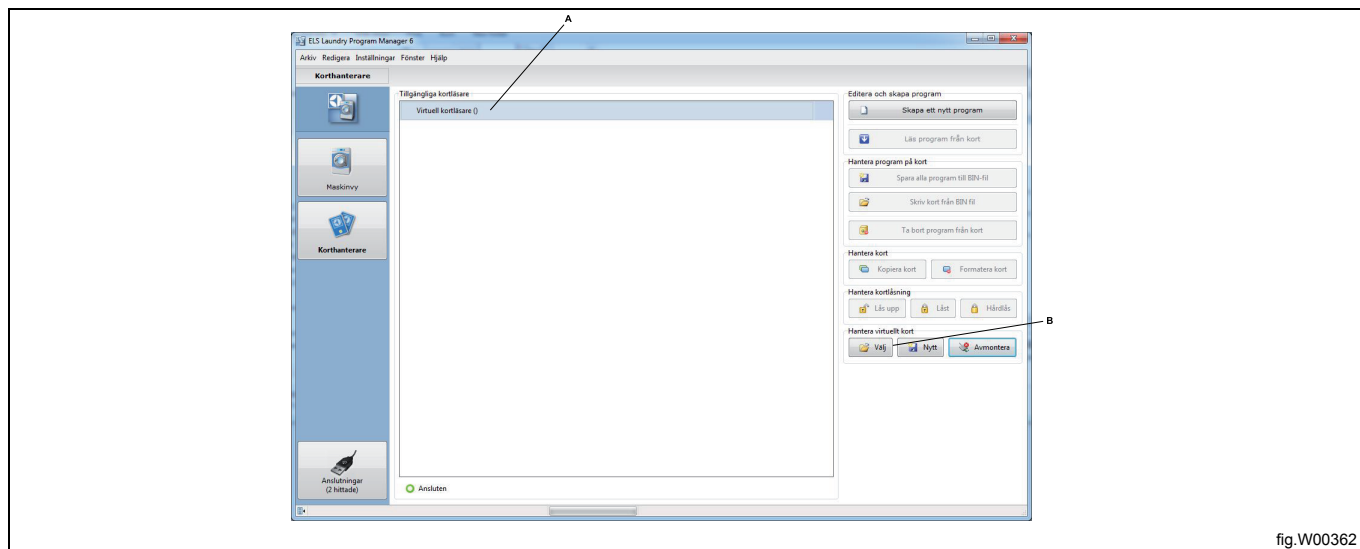 A
ELS Laundry Program Manager 6
Arkiv Redigera Inställningar Fönster Hjälp
Korthanterare
Tillgängliga kortläsare
Virtuell kortläsare ()
Maskinvy
Korthanterare
Anslutningar
(2 hittade)
Ansluten
Editera och skapa program
Skapa ett nytt program
Läs program från kort
Hantera program på kort
Spara alla program till BIN-fil
Skriv kort från BIN fil
Ta bort program från kort
Hantera kort
Kopiera kort Formatera kort
Hantera kortlåsning
Lås upp Låst Hårdlås
B
Hantera virtuellt kort
Välj Nytt Avmontera
fig.W00362